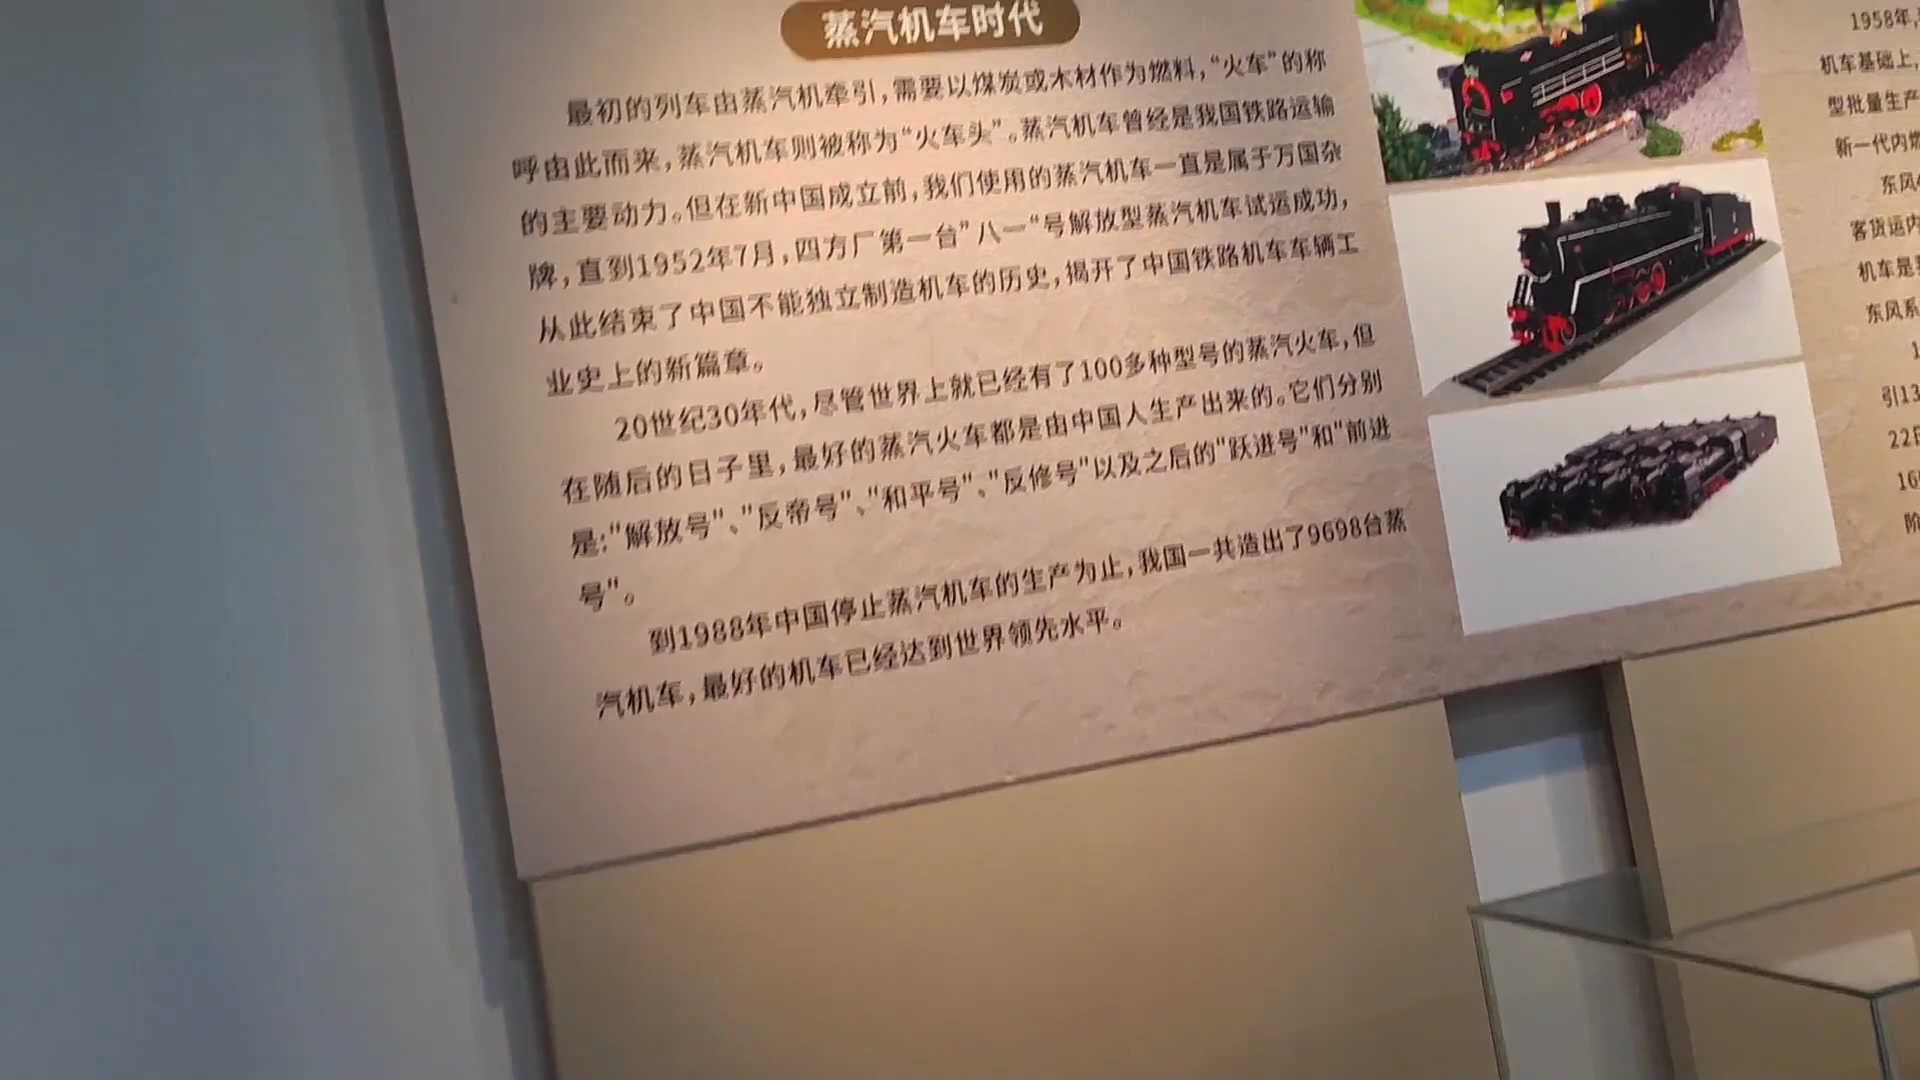 蒸汽机车时代
最初的列车由蒸汽机牵引，需要以煤炭或木材作为燃料，“火车”的称
呼由此而来，蒸汽机车则被称为“火车头”。蒸汽机车曾经是我国铁路运输
的主要动力。但在新中国成立前，我们使用的蒸汽机车一直是属于万国杂
牌，直到1952年7月，四方厂第一台”八一“号解放型蒸汽机车试运成功，
从此结束了中国不能独立制造机车的历史，揭开了中国铁路机车车辆工
业史上的新篇章。
20世纪30年代，尽管世界上就已经有了100多种型号的蒸汽火车，但
在随后的日子里，最好的蒸汽火车都是由中国人生产出来的。它们分别
是："解放号"、"反帝号"、"和平号"、"反修号"以及之后的"跃进号"和"前进
号"。
到1988年中国停止蒸汽机车的生产为止，我国一共造出了9698台蒸
汽机车，最好的机车已经达到世界领先水平。
1958年，
机车基础上，
型批量生产
新一代内燃
东风
客货运内
机车是
东风系
引13
22日
165
阶